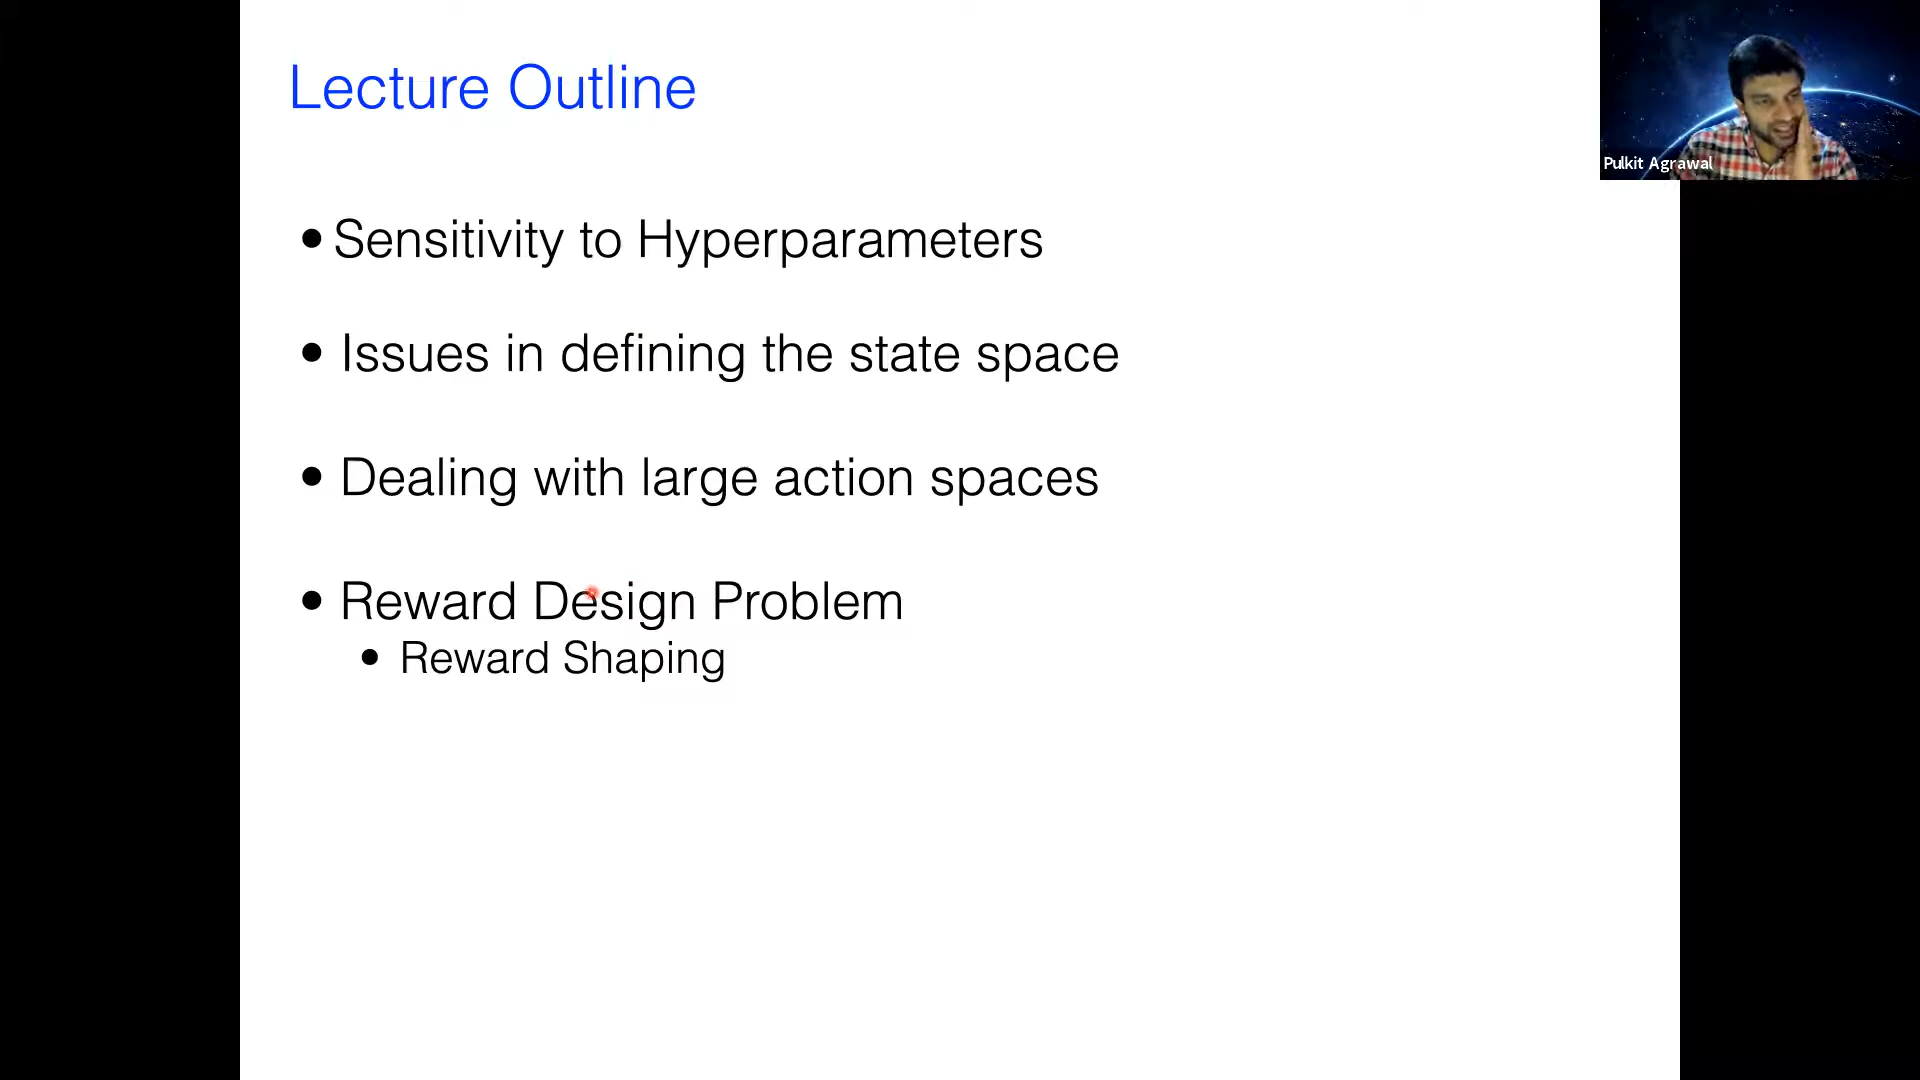 Lecture Outline
Pulkit Agrawal
• Sensitivity to Hyperparameters
• Issues in defining the state space
• Dealing with large action spaces
• Reward Design Problem
• Reward Shaping